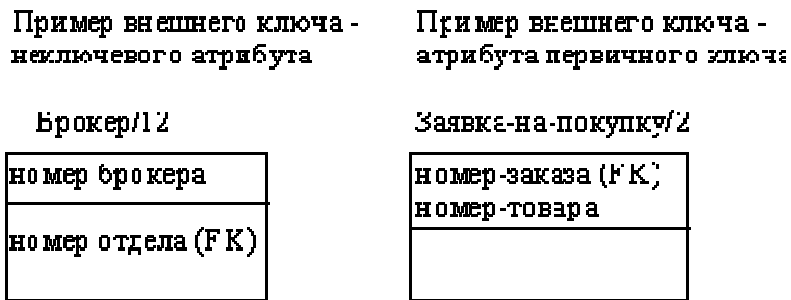 Пример внешнего ключа -
неключевого атрибута
Брокер/12
номер брокера
номер отдела (FK)
Пример внешнего ключа -
атрибута первичного ключа
Заявка-на-покупку/2
номер-заказа (FK)
номер-товара